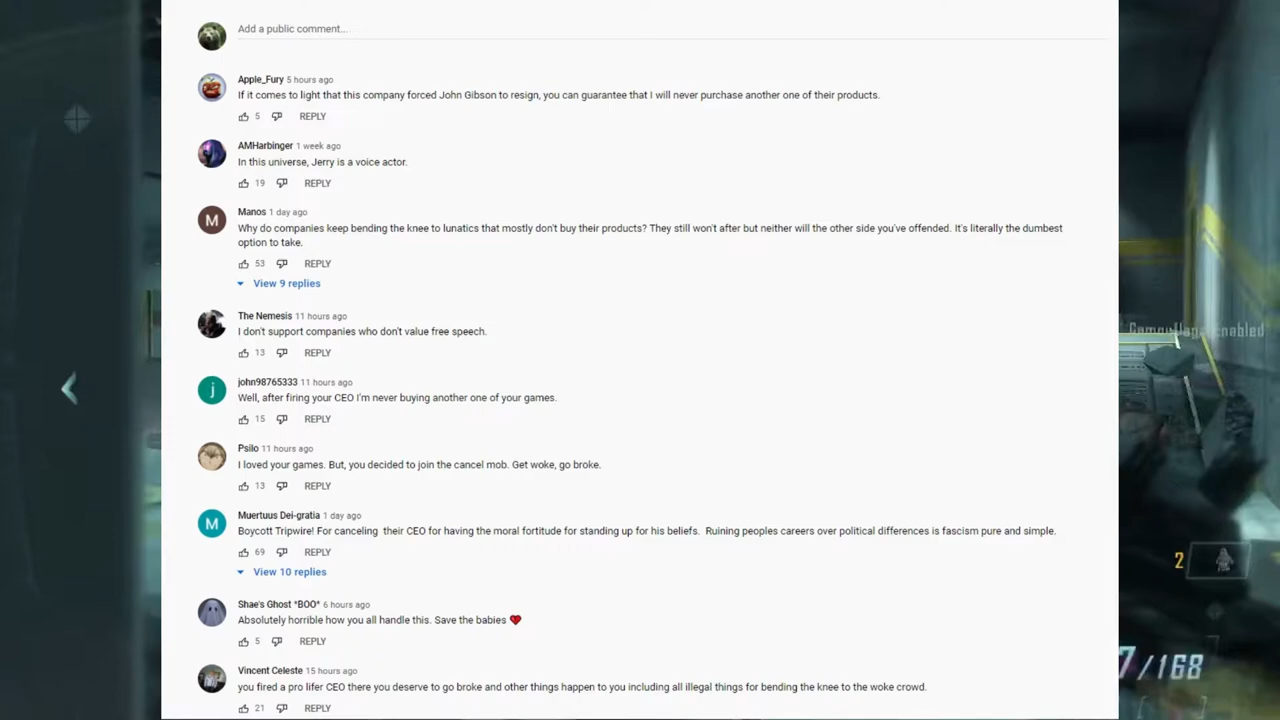 Add a public comment...
Apple_Fury 5 hours ago
If it comes to light that this company forced John Gibson to resign, you can guarantee that I will never purchase another one of their products.
5 REPLY
AMHarbinger 1 week ago
In this universe, Jerry is a voice actor.
19 REPLY
M
Manos 1 day ago
Why do companies keep bending the knee to lunatics that mostly don't buy their products? They still won't after but neither will the other side you've offended. It's literally the dumbest
option to take.
53 REPLY
View 9 replies
The Nemesis 11 hours ago
I don't support companies who don't value free speech.
13 REPLY
Camouflage Enabled
j
john98765333 11 hours ago
Well, after firing your CEO I'm never buying another one of your games.
15 REPLY
Psilo 11 hours ago
I loved your games. But, you decided to join the cancel mob. Get woke, go broke.
13 REPLY
M
Muertuus Dei-gratia 1 day ago
Boycott Tripwire! For canceling their CEO for having the moral fortitude for standing up for his beliefs. Ruining peoples careers over political differences is fascism pure and simple.
69 REPLY
View 10 replies
2
Shae's Ghost *BOO* 6 hours ago
Absolutely horrible how you all handle this. Save the babies
5 REPLY
Vincent Celeste 15 hours ago
you fired a pro lifer CEO there you deserve to go broke and other things happen to you including all illegal things for bending the knee to the woke crowd.
21 REPLY
7/168